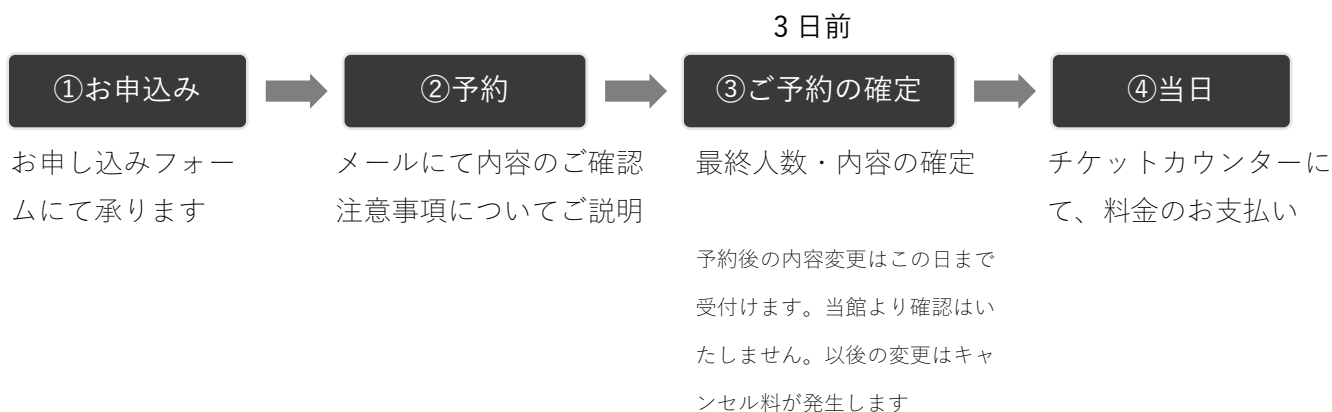 3日前
①お申込み
②予約
③ご予約の確定
④当日
お申し込みフォー
ムにて承ります
メールにて内容のご確認
注意事項についてご説明
最終人数・内容の確定
予約後の内容変更はこの日まで
受付けます。当館より確認はい
たしません。以後の変更はキャ
ンセル料が発生します
チケットカウンターに
て、料金のお支払い